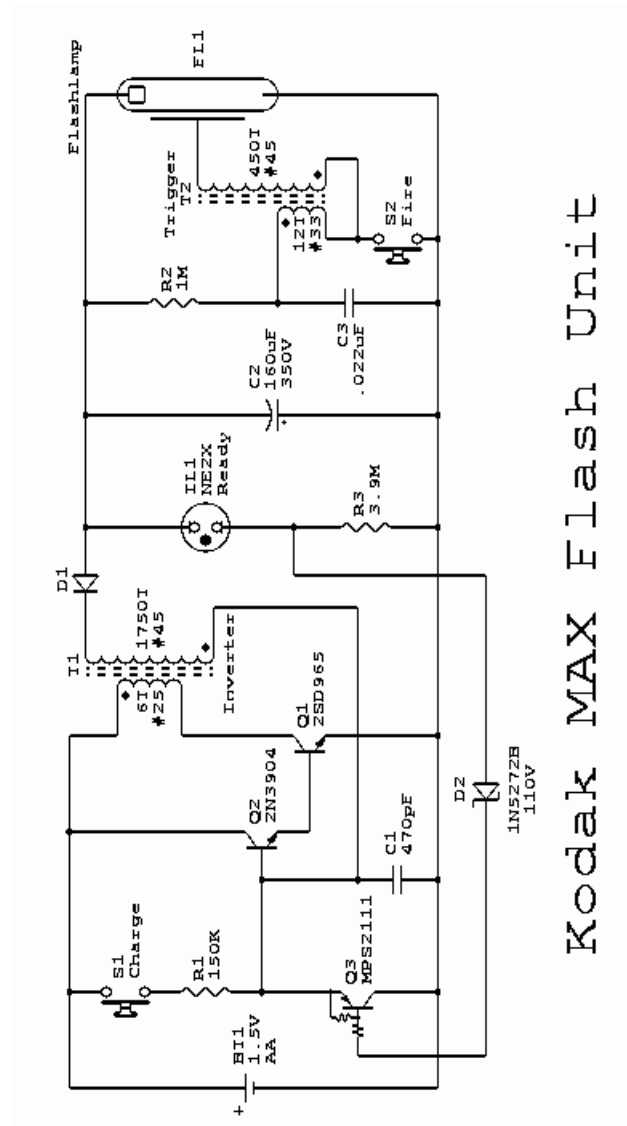 +
BT1
1.5V
AA
S1
Charge
R1
150K
Q3
MPS2111
Q2
2N3904
C1
470pF
Q1
2SD965
T1
6T
#25
1750T
#45
Inverter
D1
D2
1N5272B
110V
IL1
NE2X
Ready
R3
3.9M
C2
160uF
350V
+
R2
1M
C3
.022uF
Trigger
T2
12T
#33
450T
#45
S2
Fire
Flashlamp
FL1
Kodak MAX Flash Unit